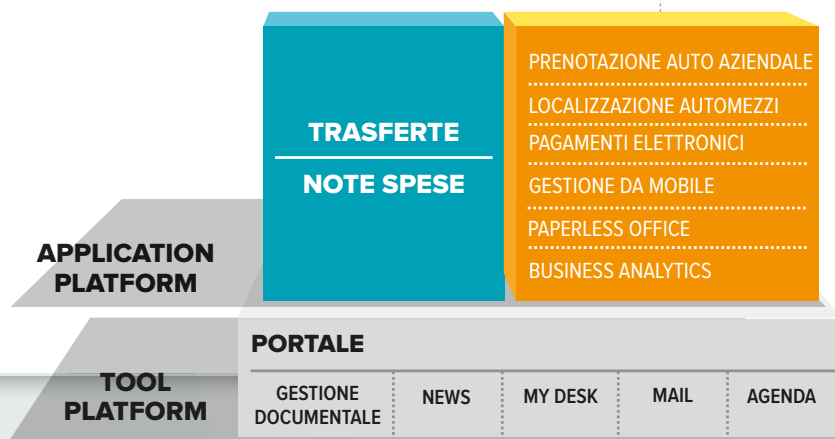 TRASFERTE
NOTE SPESE
PRENOTAZIONE AUTO AZIENDALE
LOCALIZZAZIONE AUTOMEZZI
PAGAMENTI ELETTRONICI
GESTIONE DA MOBILE
PAPERLESS OFFICE
BUSINESS ANALYTICS
APPLICATION
PLATFORM
PORTALE
TOOL
PLATFORM
GESTIONE
DOCUMENTALE
NEWS
MY DESK
MAIL
AGENDA